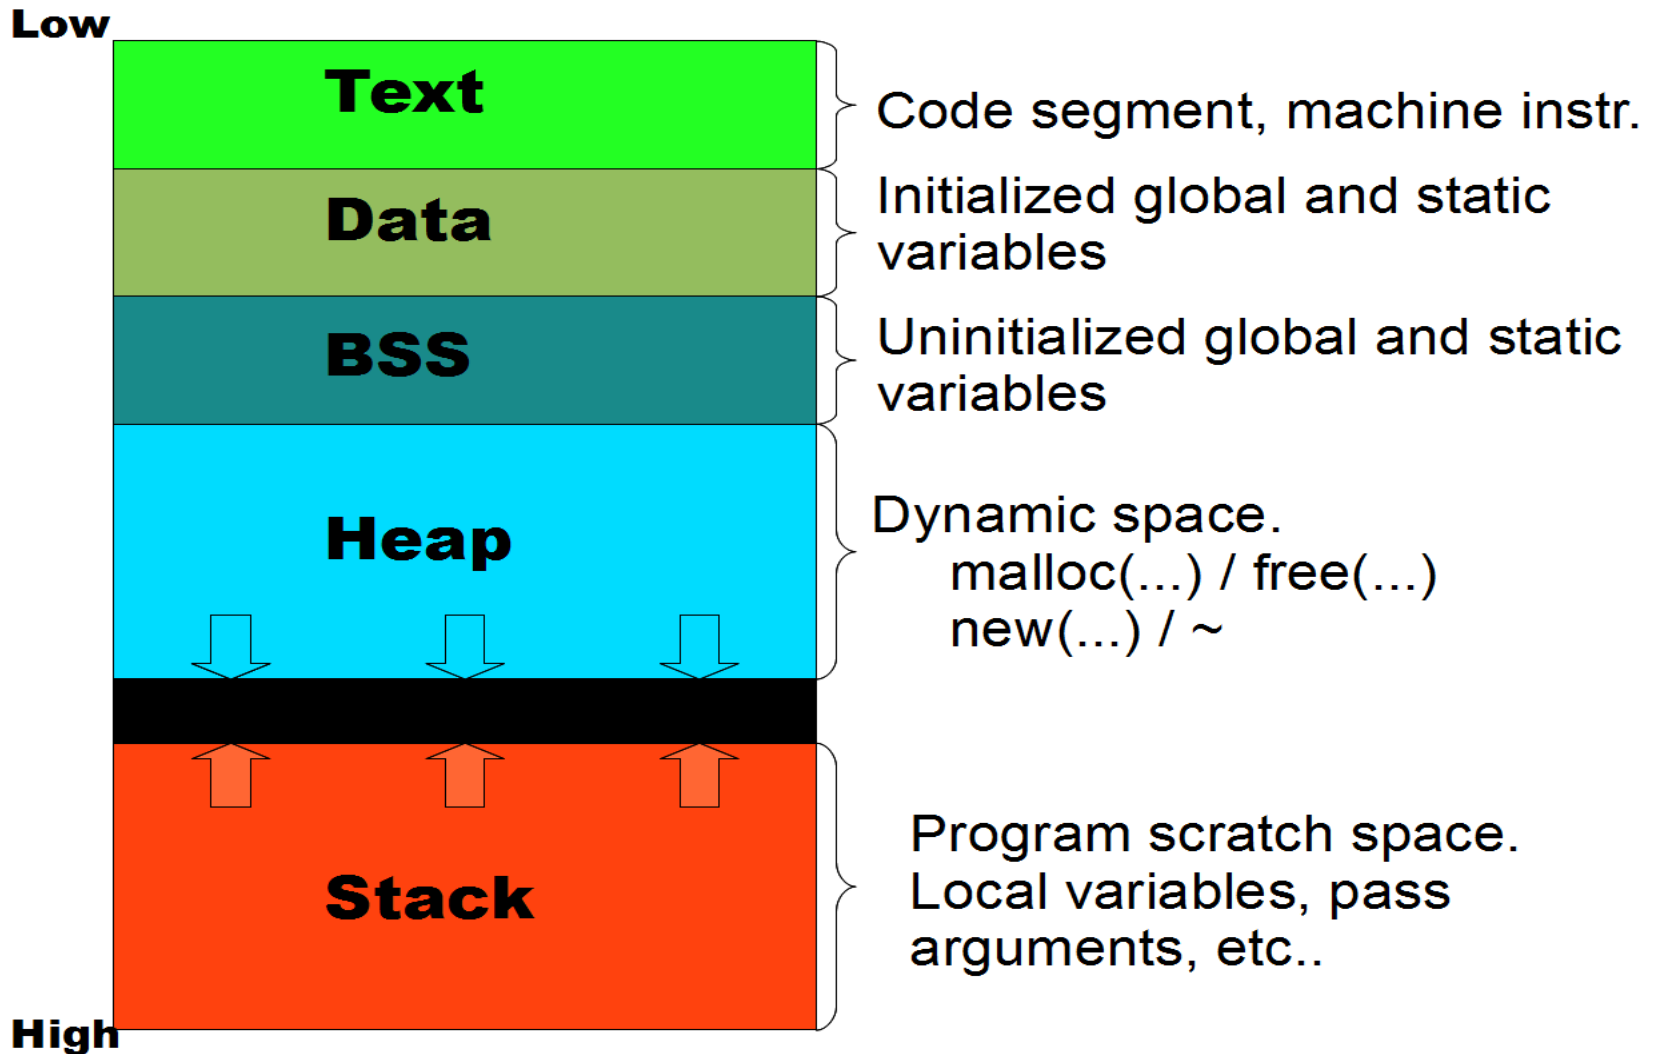 Low
Text
Code segment, machine instr.
Data
Initialized global and static
variables
BSS
Uninitialized global and static
variables
Heap
Dynamic space.
malloc(...) / free(...)
new(...) / ~
Stack
Program scratch space.
Local variables, pass
arguments, etc..
High